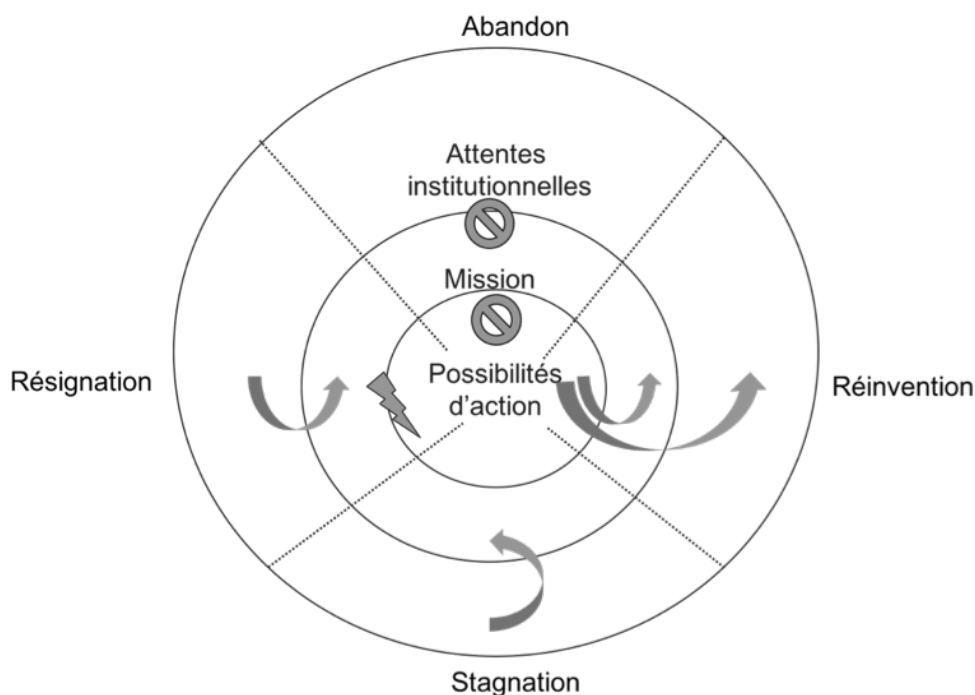 Abandon
Attentes
institutionnelles
Mission
Possibilités
d'action
Résignation
Réinvention
Stagnation